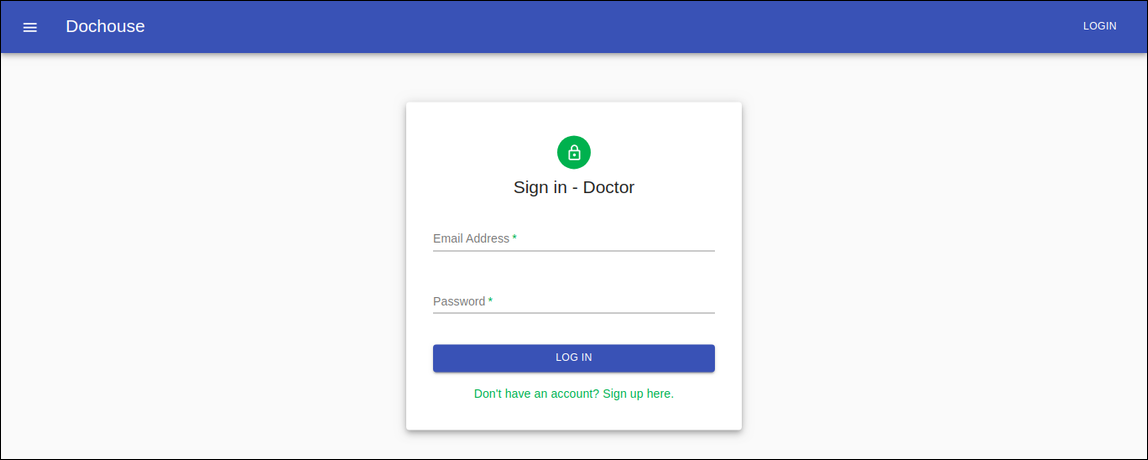 Dochouse
LOGIN
Sign in - Doctor
Email Address *
Password *
LOG IN
Don't have an account? Sign up here.